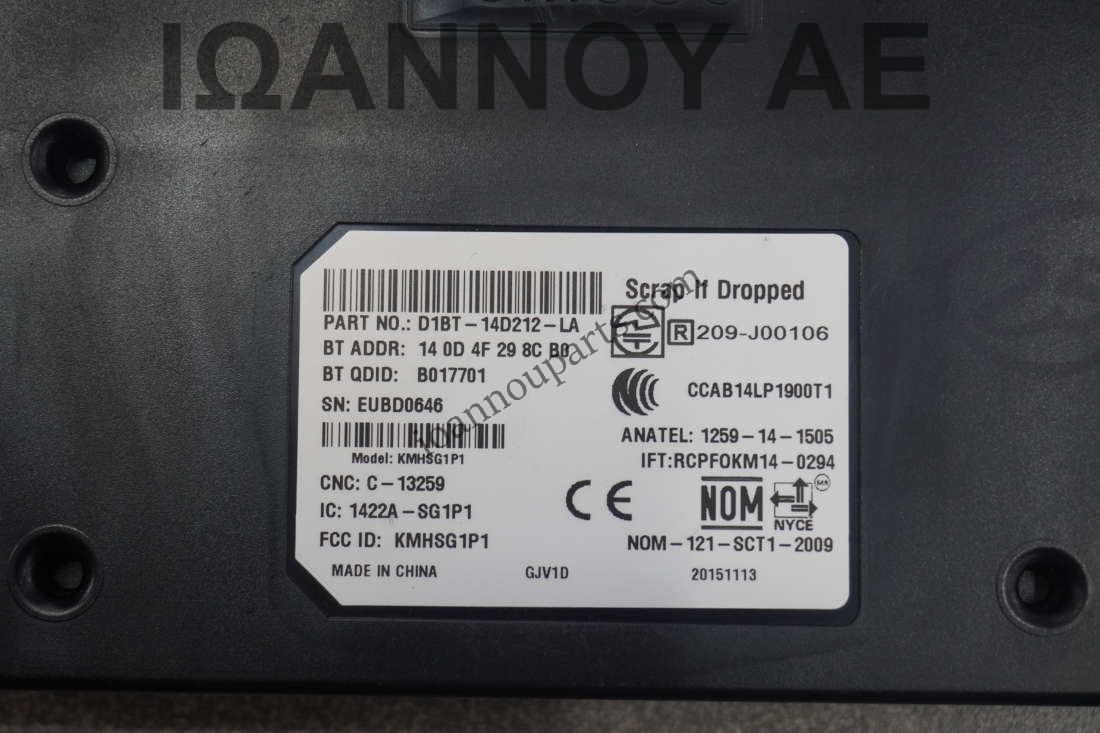 ΙΩΑΝΝΟΥ ΑΕ
Scrap If Dropped
PART NO.: D1BT-14D212-LA
R 209-J00106
BT ADDR: 14 0D 4F 29 8C B0
BT QDID: B017701
CCAB14LP1900T1
SN: EUBD0646
ioannouparts.com
ANATEL: 1259-14-1505
Model: KMHSG1P1
IFT:RCPFOKM14-0294
CNC: C-13259
CE NOM
NYCE
IC: 1422A-SG1P1
FCC ID: KMHSG1P1
NOM-121-SCT1-2009
MADE IN CHINA GJV1D 20151113